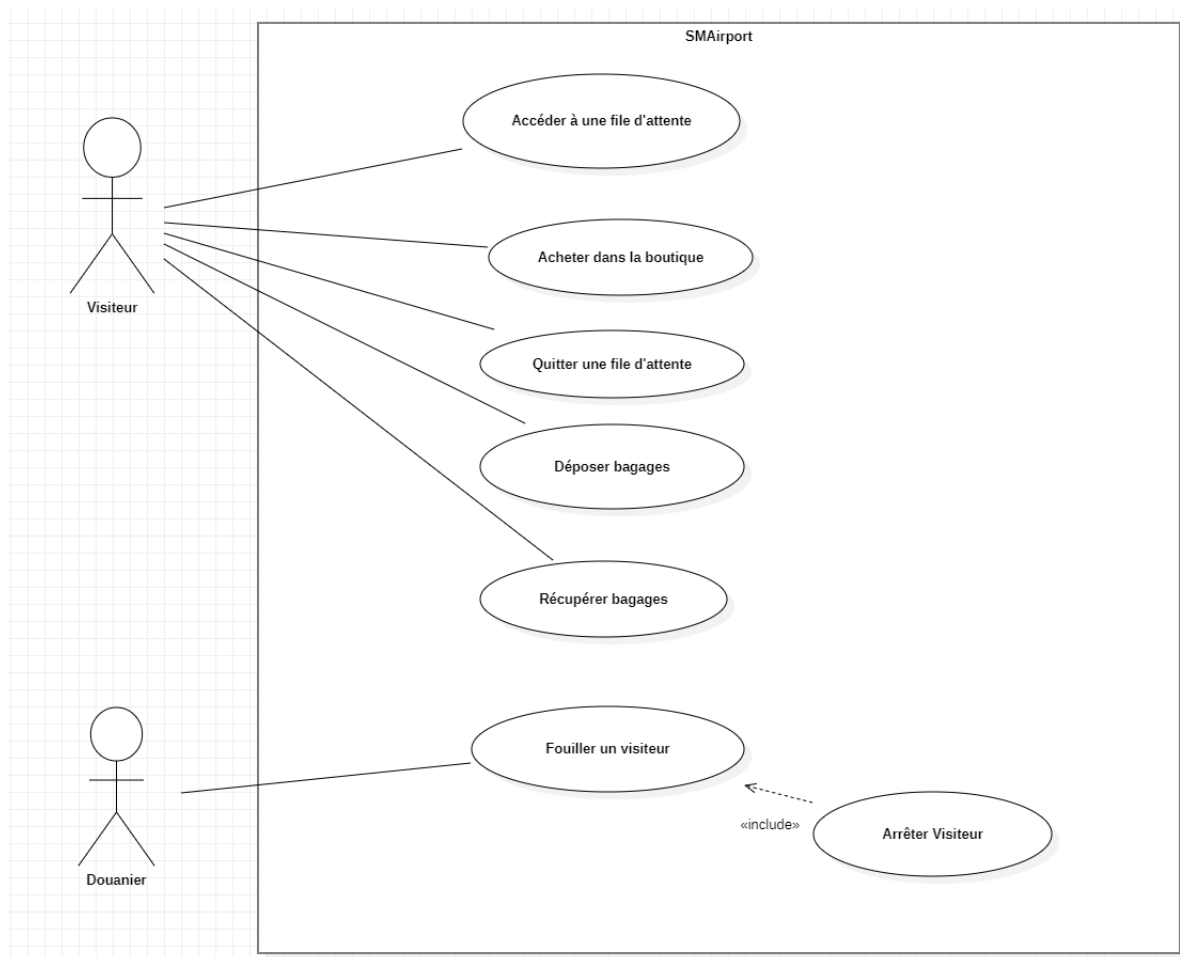 SMAirport
Accéder à une file d'attente
Acheter dans la boutique
Visiteur
Quitter une file d'attente
Déposer bagages
Récupérer bagages
Fouiller un visiteur
«include»
Arrêter Visiteur
Douanier